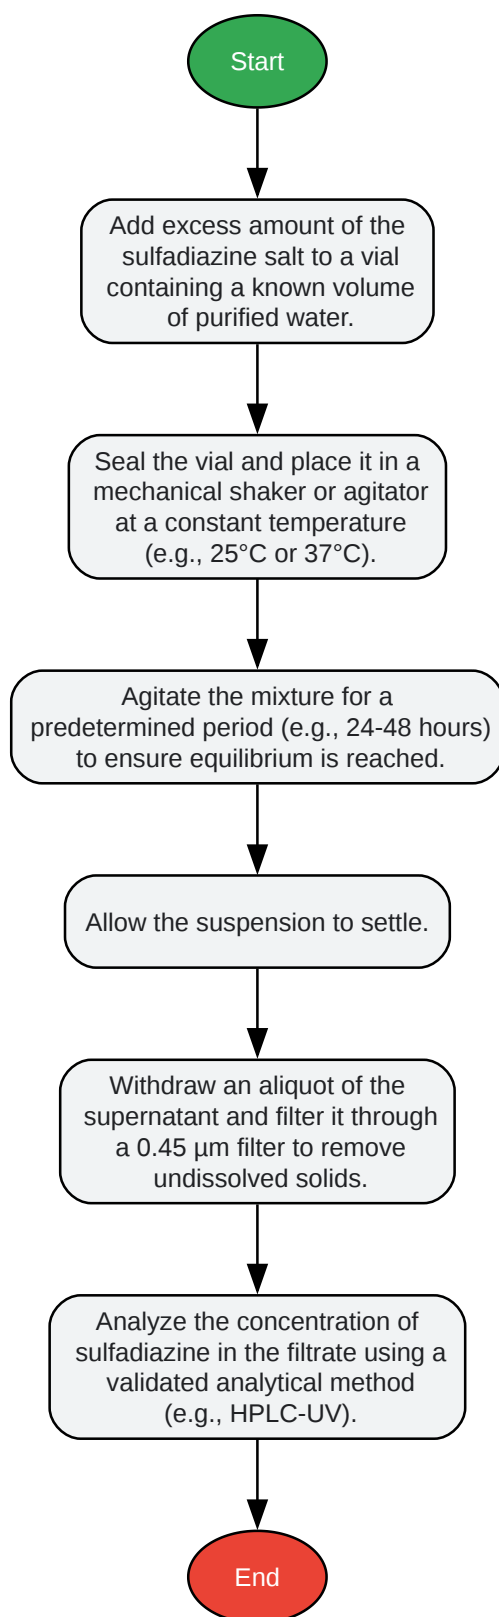 Start
Add excess amount of the
sulfadiazine salt to a vial
containing a known volume
of purified water.
Seal the vial and place it in a
mechanical shaker or agitator
at a constant temperature
(e.g., 25°C or 37°C).
Agitate the mixture for a
predetermined period (e.g., 24-48 hours)
to ensure equilibrium is reached.
Allow the suspension to settle.
Withdraw an aliquot of the
supernatant and filter it through
a 0.45 µm filter to remove
undissolved solids.
Analyze the concentration of
sulfadiazine in the filtrate using a
validated analytical method
(e.g., HPLC-UV).
End